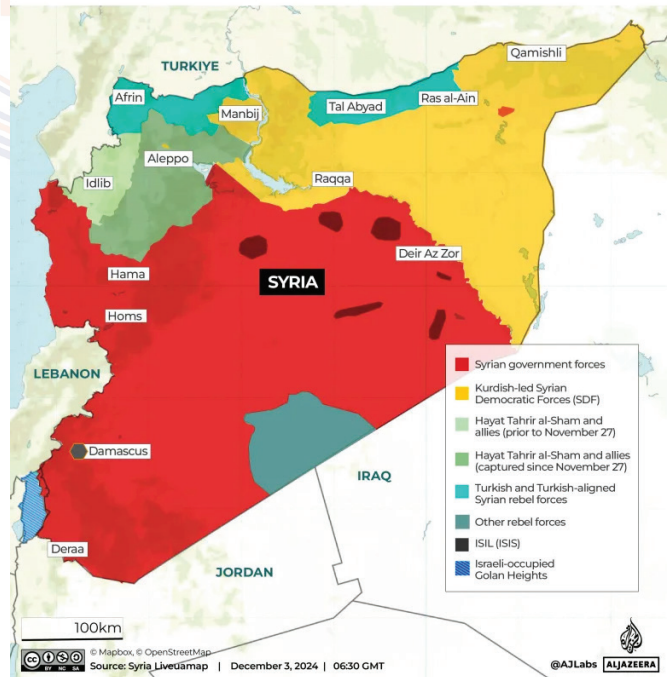 TURKIYE
Qamishli
Afrin
Manbij
Tal Abyad
Ras al-Ain
Aleppo
Idlib
Raqqa
Deir Az Zor
Hama
SYRIA
Homs
LEBANON
Damascus
IRAQ
Deraa
JORDAN
Syrian government forces
Kurdish-led Syrian
Democratic Forces (SDF)
Hayat Tahrir al-Sham and
allies (prior to November 27)
Hayat Tahrir al-Sham and allies
(captured since November 27)
Turkish and Turkish-aligned
Syrian rebel forces
Other rebel forces
ISIL (ISIS)
Israeli-occupied
Golan Heights
100km
© Mapbox, © OpenStreetMap
CC BY NC SA
Source: Syria Liveuamap | December 3, 2024 | 06:30 GMT
@AJLabs
ALJAZEERA